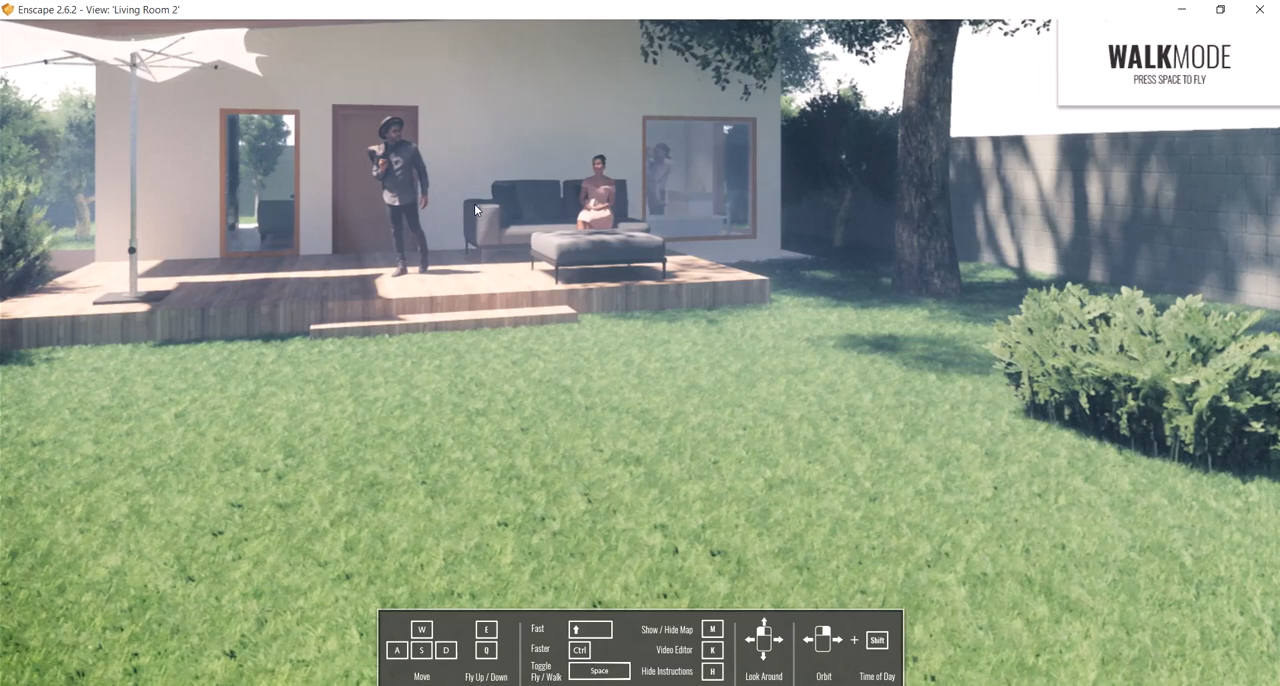 Enscape 2.6.2 - View: 'Living Room 2'
WALKMODE
PRESS SPACE TO FLY
W
A S D
Move
E
Q
Fly Up / Down
Fast
Faster Ctrl
Toggle
Fly / Walk Space
Show / Hide Map M
Video Editor K
Hide Instructions H
Look Around
Orbit
+ Shift
Time of Day